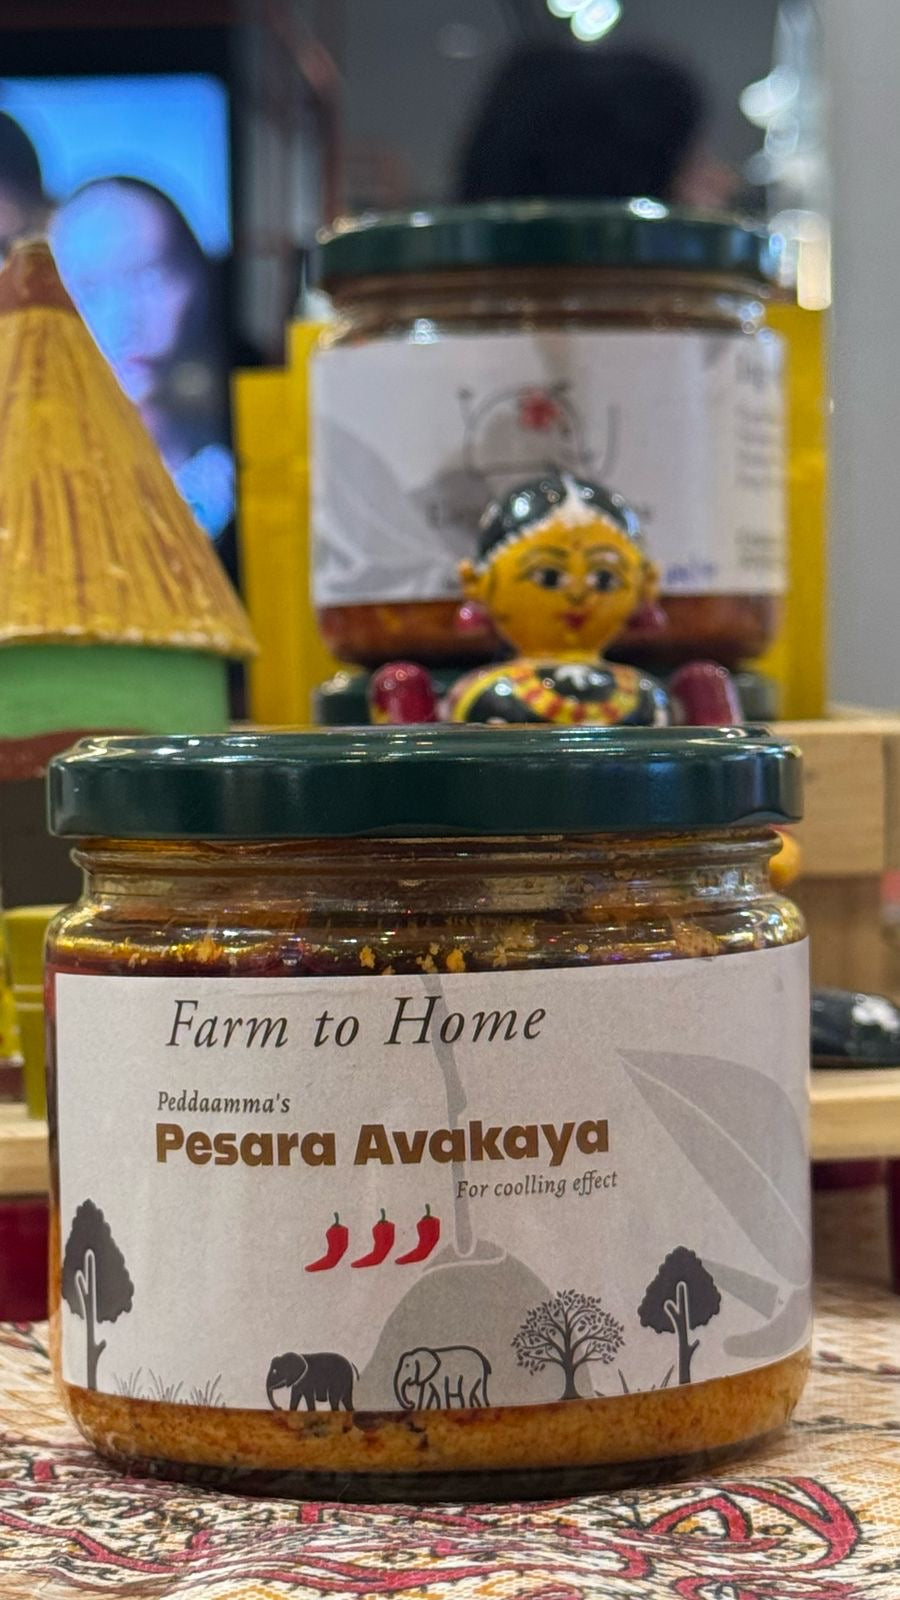 Farm to Home
Peddaamma's
Pesara Avakaya
For coolling effect